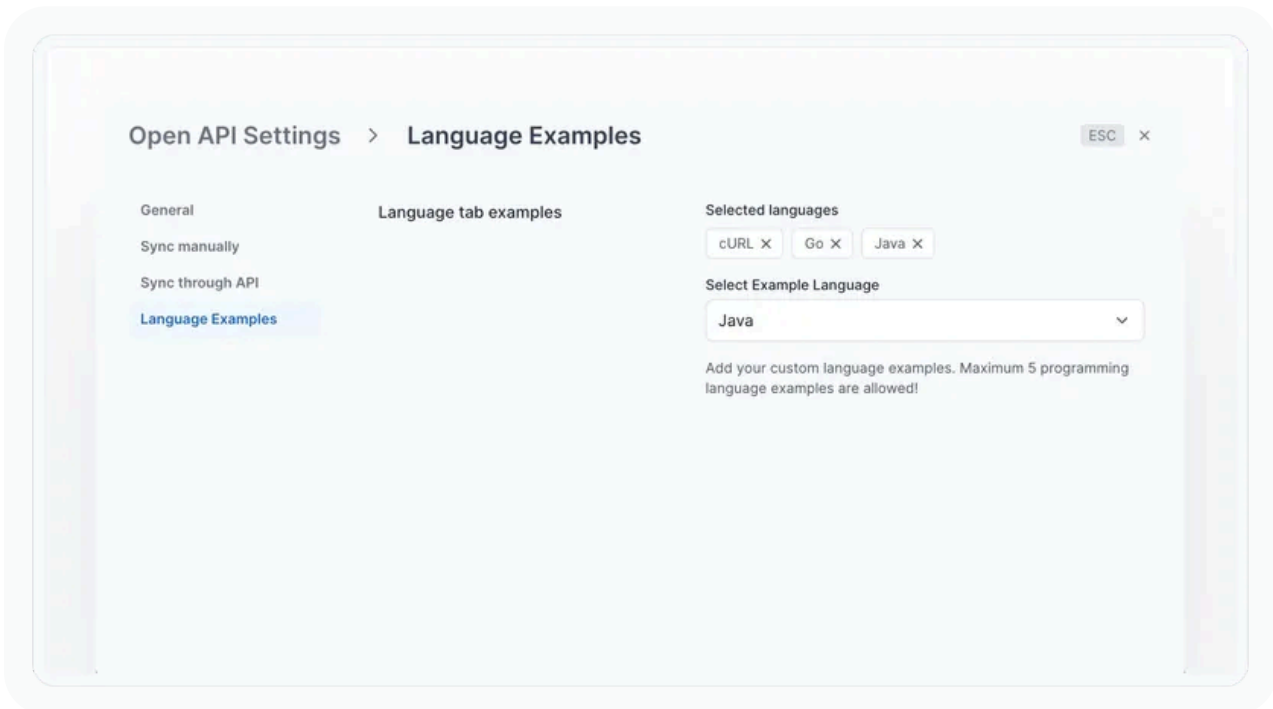 Open API Settings > Language Examples
ESC ×
General
Sync manually
Sync through API
Language Examples
Language tab examples
Selected languages
cURL × Go × Java ×
Select Example Language
Java
Add your custom language examples. Maximum 5 programming
language examples are allowed!